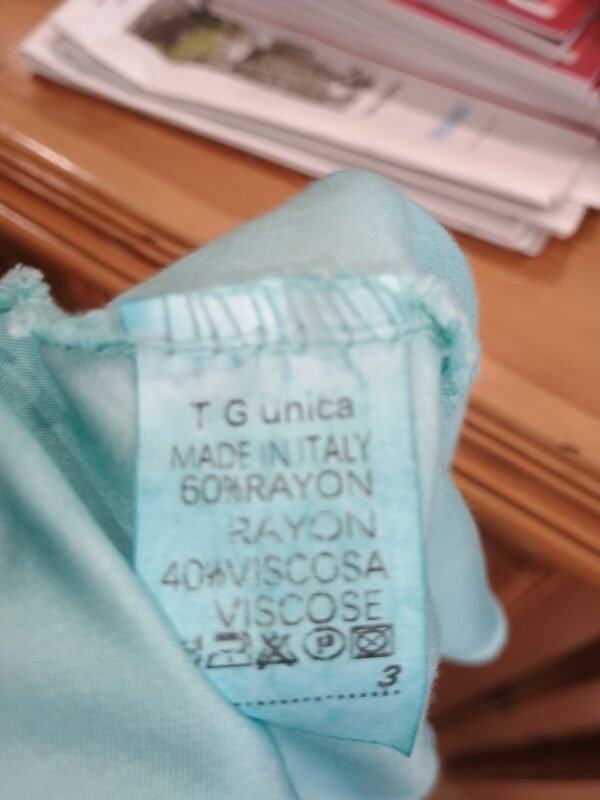 T G unica
MADE IN ITALY
60%RAYON
RAYON
40%VISCOSA
VISCOSE
3